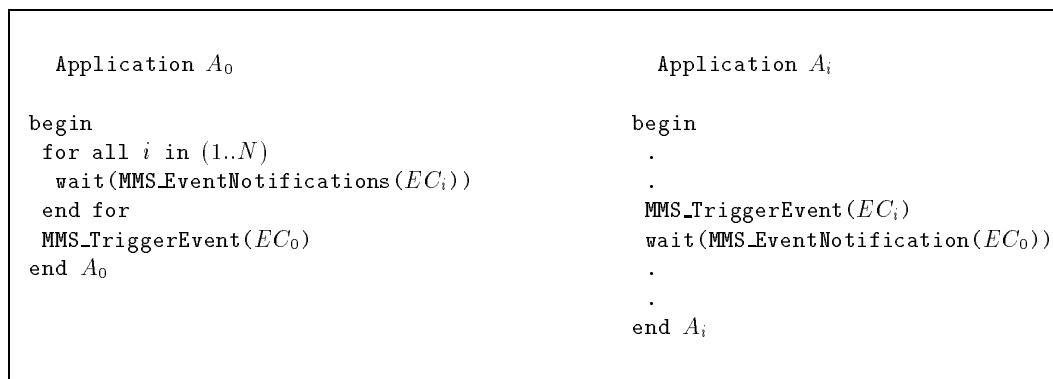 Application A₀
begin
for all i in (1..N)
wait(MMS_EventNotifications(ECᵢ))
end for
MMS_TriggerEvent(EC₀)
end A₀
Application Aᵢ
begin
.
.
MMS_TriggerEvent(ECᵢ)
wait(MMS_EventNotification(EC₀))
.
.
end Aᵢ